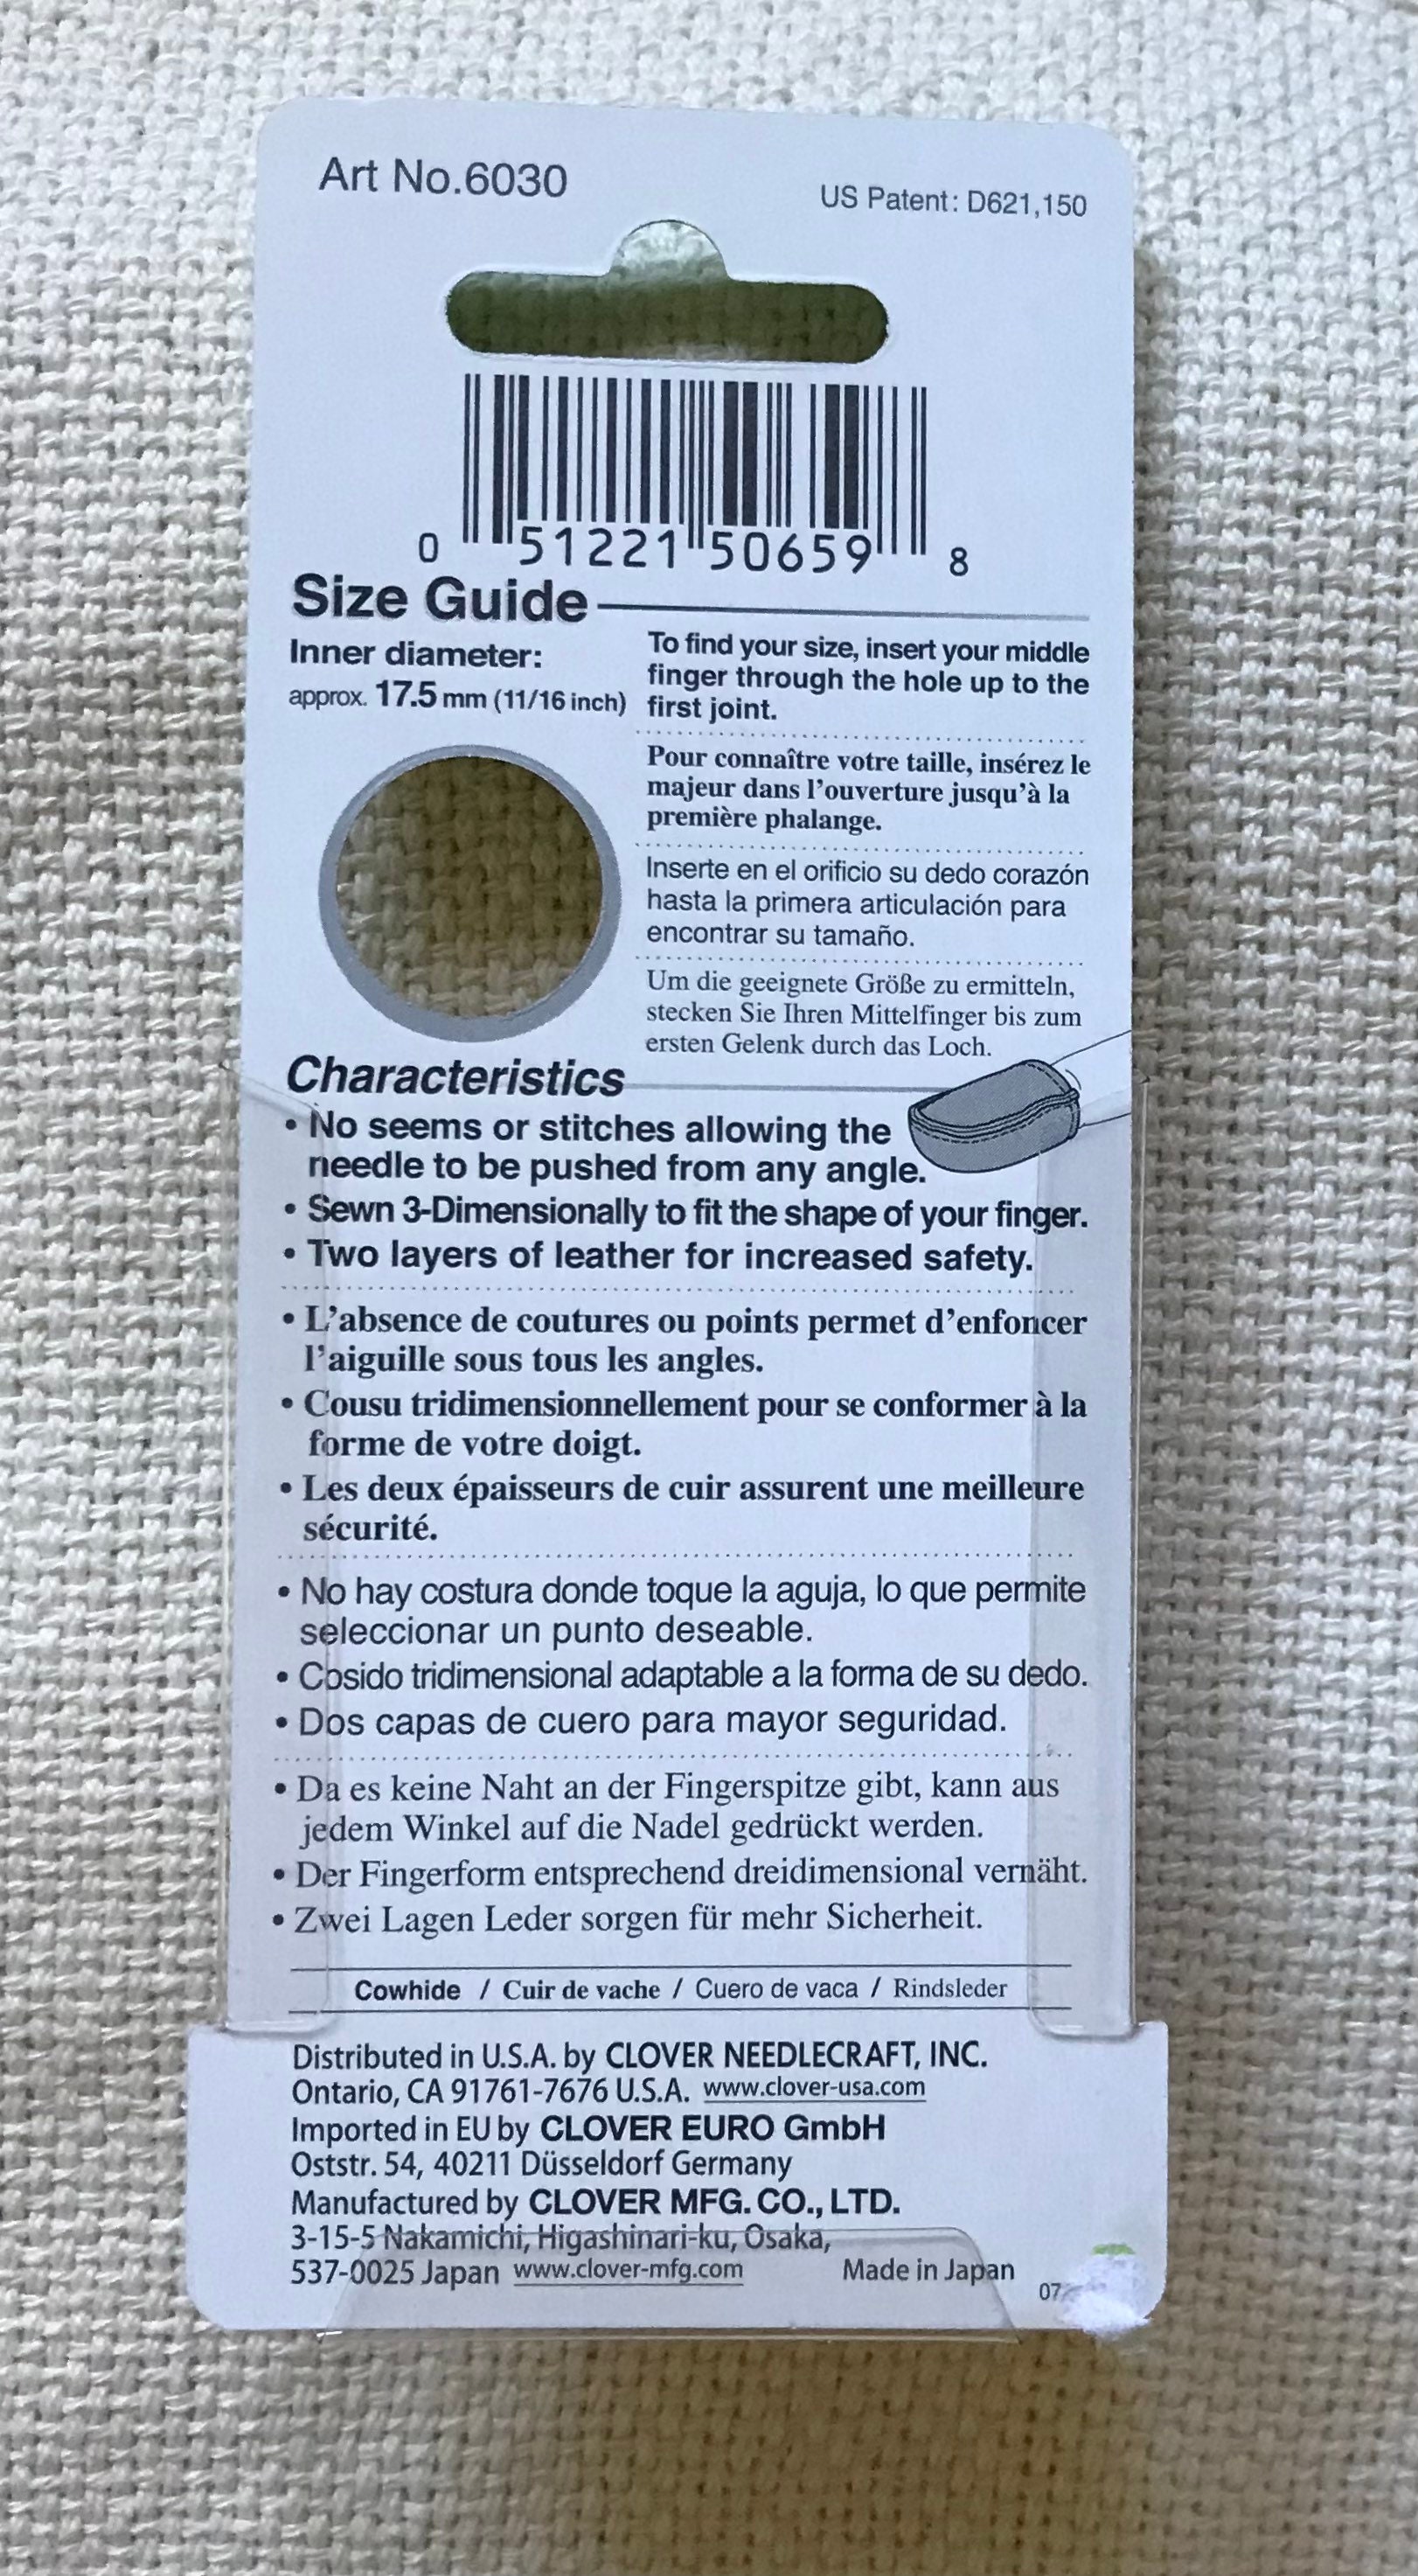 Art No.6030
US Patent: D621,150
0 51221 50659 8
Size Guide
Inner diameter:
approx. 17.5 mm (11/16 inch)
To find your size, insert your middle
finger through the hole up to the
first joint.
Pour connaître votre taille, insérez le
majeur dans l'ouverture jusqu'à la
première phalange.
Inserte en el orificio su dedo corazón
hasta la primera articulación para
encontrar su tamaño.
Um die geeignete Größe zu ermitteln,
stecken Sie Ihren Mittelfinger bis zum
ersten Gelenk durch das Loch.
Characteristics
• No seems or stitches allowing the
needle to be pushed from any angle.
• Sewn 3-Dimensionally to fit the shape of your finger.
• Two layers of leather for increased safety.
• L'absence de coutures ou points permet d'enfoncer
l'aiguille sous tous les angles.
• Cousu tridimensionnellement pour se conformer à la
forme de votre doigt.
• Les deux épaisseurs de cuir assurent une meilleure
sécurité.
• No hay costura donde toque la aguja, lo que permite
seleccionar un punto deseable.
• Cosido tridimensional adaptable a la forma de su dedo.
• Dos capas de cuero para mayor seguridad.
• Da es keine Naht an der Fingerspitze gibt, kann aus
jedem Winkel auf die Nadel gedrückt werden.
• Der Fingerform entsprechend dreidimensional vernäht.
• Zwei Lagen Leder sorgen für mehr Sicherheit.
Cowhide / Cuir de vache / Cuero de vaca / Rindsleder
Distributed in U.S.A. by CLOVER NEEDLECRAFT, INC.
Ontario, CA 91761-7676 U.S.A. www.clover-usa.com
Imported in EU by CLOVER EURO GmbH
Oststr. 54, 40211 Düsseldorf Germany
Manufactured by CLOVER MFG. CO., LTD.
3-15-5 Nakamichi, Higashinari-ku, Osaka,
537-0025 Japan www.clover-mfg.com Made in Japan
07